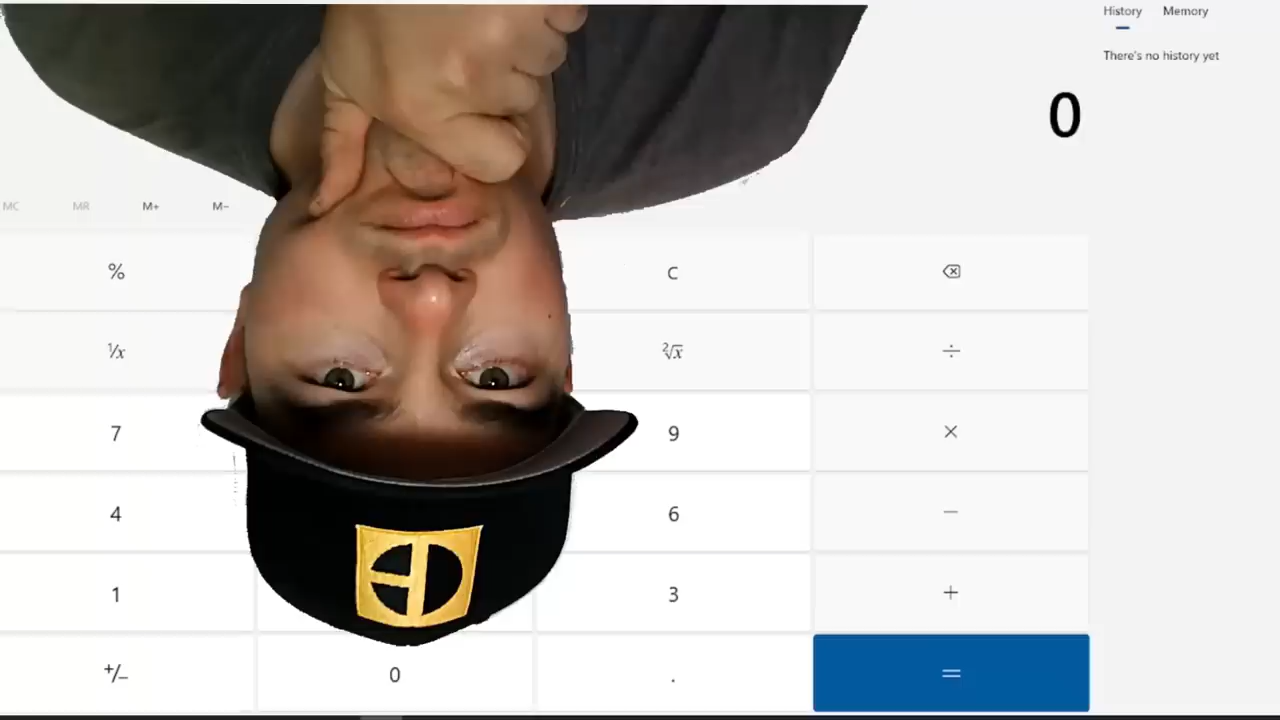 History Memory
There's no history yet
0
MC MR M+ M-
% C
⅟x ²√x ÷
7 9 ×
4 6 −
1 3 +
+/− 0 . =